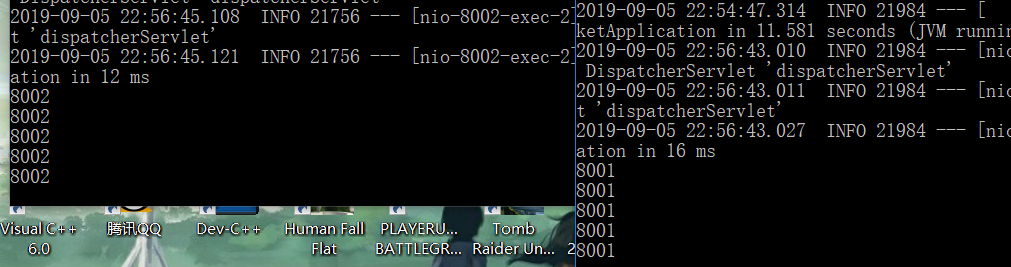 DispatcherServlet 'dispatcherServlet'
2019-09-05 22:56:45.108  INFO 21756 --- [nio-8002-exec-2]
t 'dispatcherServlet'
2019-09-05 22:56:45.121  INFO 21756 --- [nio-8002-exec-2]
ation in 12 ms
8002
8002
8002
8002
8002
2019-09-05 22:54:47.314  INFO 21984 --- [
ketApplication in 11.581 seconds (JVM runnin
2019-09-05 22:56:43.010  INFO 21984 --- [nio
DispatcherServlet 'dispatcherServlet'
2019-09-05 22:56:43.011  INFO 21984 --- [nio
t 'dispatcherServlet'
2019-09-05 22:56:43.027  INFO 21984 --- [nio
ation in 16 ms
8001
8001
8001
8001
8001
Visual C++
6.0
腾讯QQ
Dev-C++
Human Fall
Flat
PLAYERU...
BATTLEGR...
Tomb
Raider Un...
2